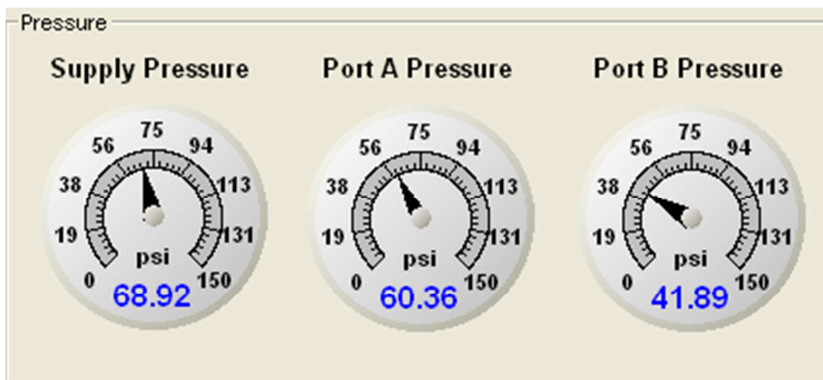 Pressure
Supply Pressure
0 19 38 56 75 94 113 131 150
psi
68.92
Port A Pressure
0 19 38 56 75 94 113 131 150
psi
60.36
Port B Pressure
0 19 38 56 75 94 113 131 150
psi
41.89